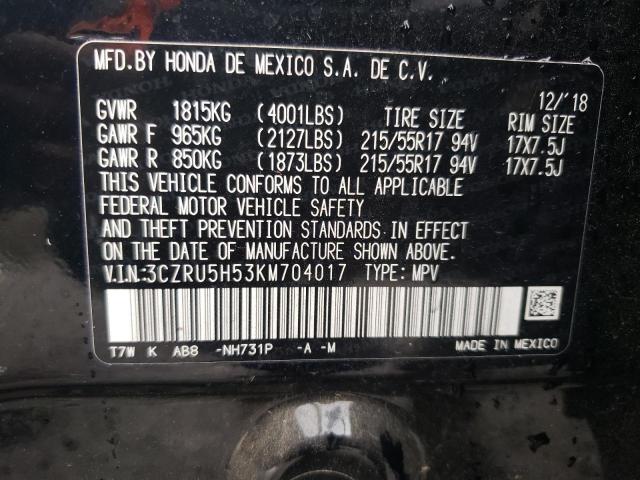 MFD.BY HONDA DE MEXICO S.A. DE C.V.
12/'18
GVWR 1815KG (4001LBS) TIRE SIZE RIM SIZE
GAWR F 965KG (2127LBS) 215/55R17 94V 17X7.5J
GAWR R 850KG (1873LBS) 215/55R17 94V 17X7.5J
THIS VEHICLE CONFORMS TO ALL APPLICABLE
FEDERAL MOTOR VEHICLE SAFETY
AND THEFT PREVENTION STANDARDS IN EFFECT
ON THE DATE OF MANUFACTURE SHOWN ABOVE.
V.I.N:3CZRU5H53KM704017 TYPE: MPV
T7W K AB8 -NH731P -A -M MADE IN MEXICO